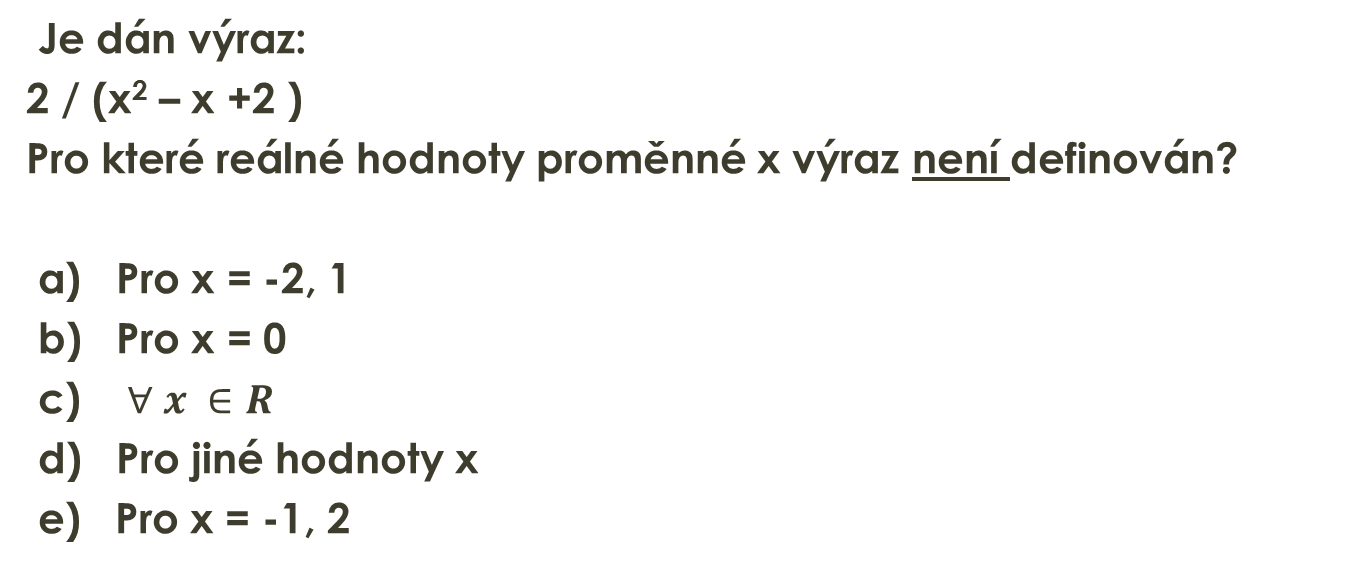 Je dán výraz:
2 / (x² – x +2 )
Pro které reálné hodnoty proměnné x výraz není definován?
a) Pro x = -2, 1
b) Pro x = 0
c) ∀ x ∈ R
d) Pro jiné hodnoty x
e) Pro x = -1, 2